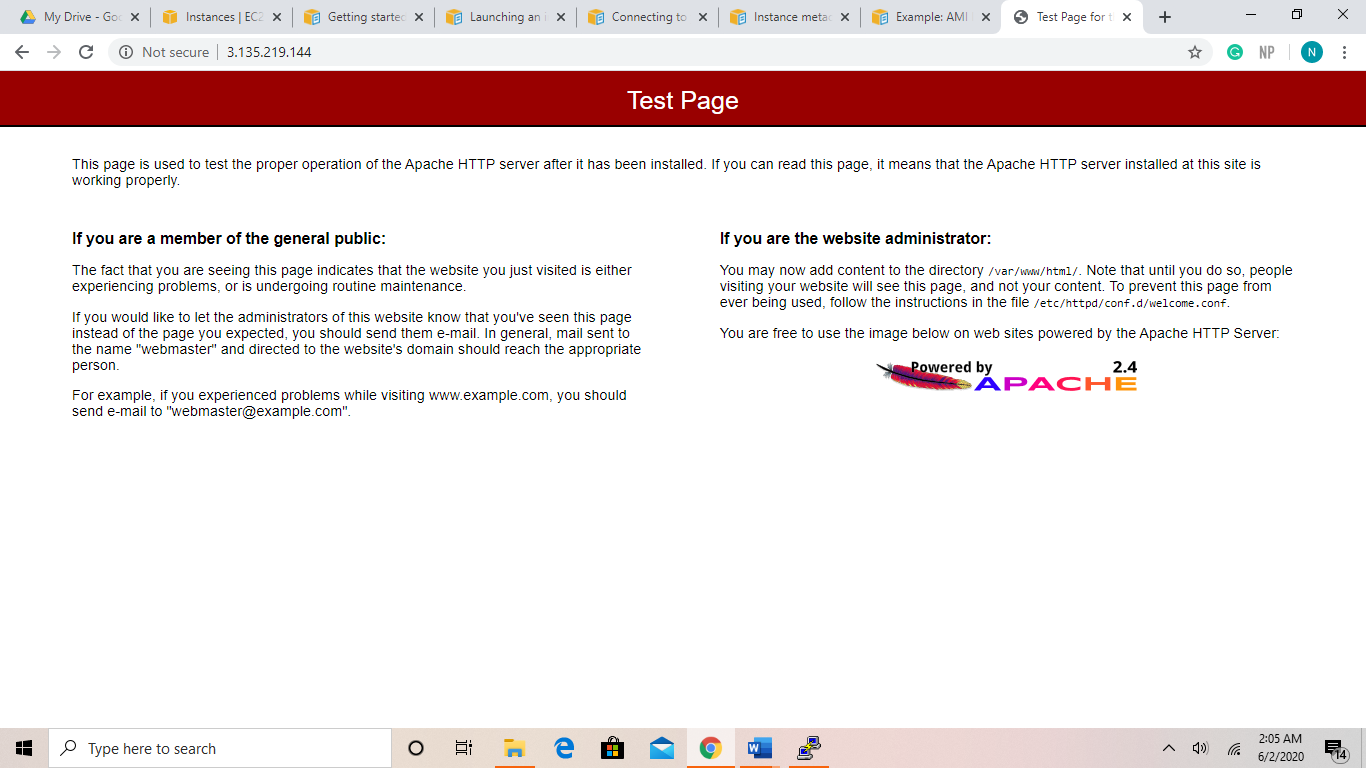 My Drive - Goo
Instances | EC2
Getting started
Launching an i
Connecting to
Instance metad
Example: AMI
Test Page for t
Not secure
3.135.219.144
NP
N
Test Page
This page is used to test the proper operation of the Apache HTTP server after it has been installed. If you can read this page, it means that the Apache HTTP server installed at this site is
working properly.
If you are a member of the general public:
The fact that you are seeing this page indicates that the website you just visited is either
experiencing problems, or is undergoing routine maintenance.
If you would like to let the administrators of this website know that you've seen this page
instead of the page you expected, you should send them e-mail. In general, mail sent to
the name "webmaster" and directed to the website's domain should reach the appropriate
person.
For example, if you experienced problems while visiting www.example.com, you should
send e-mail to "webmaster@example.com".
If you are the website administrator:
You may now add content to the directory /var/www/html/. Note that until you do so, people
visiting your website will see this page, and not your content. To prevent this page from
ever being used, follow the instructions in the file /etc/httpd/conf.d/welcome.conf.
You are free to use the image below on web sites powered by the Apache HTTP Server:
Powered by 2.4
APACHE
Type here to search
2:05 AM
6/2/2020
14